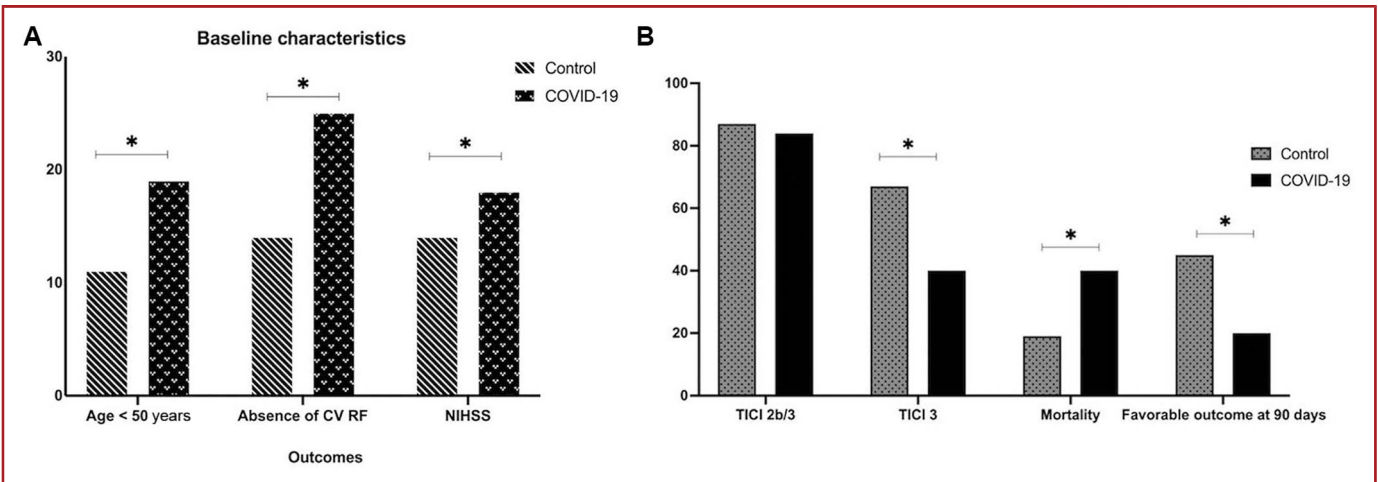 A
Baseline characteristics
Control
COVID-19
30
20
10
0
*
*
*
Age < 50 years
Absence of CV RF
NIHSS
Outcomes
B
Control
COVID-19
100
80
60
40
20
0
*
*
*
TICI 2b/3
TICI 3
Mortality
Favorable outcome at 90 days